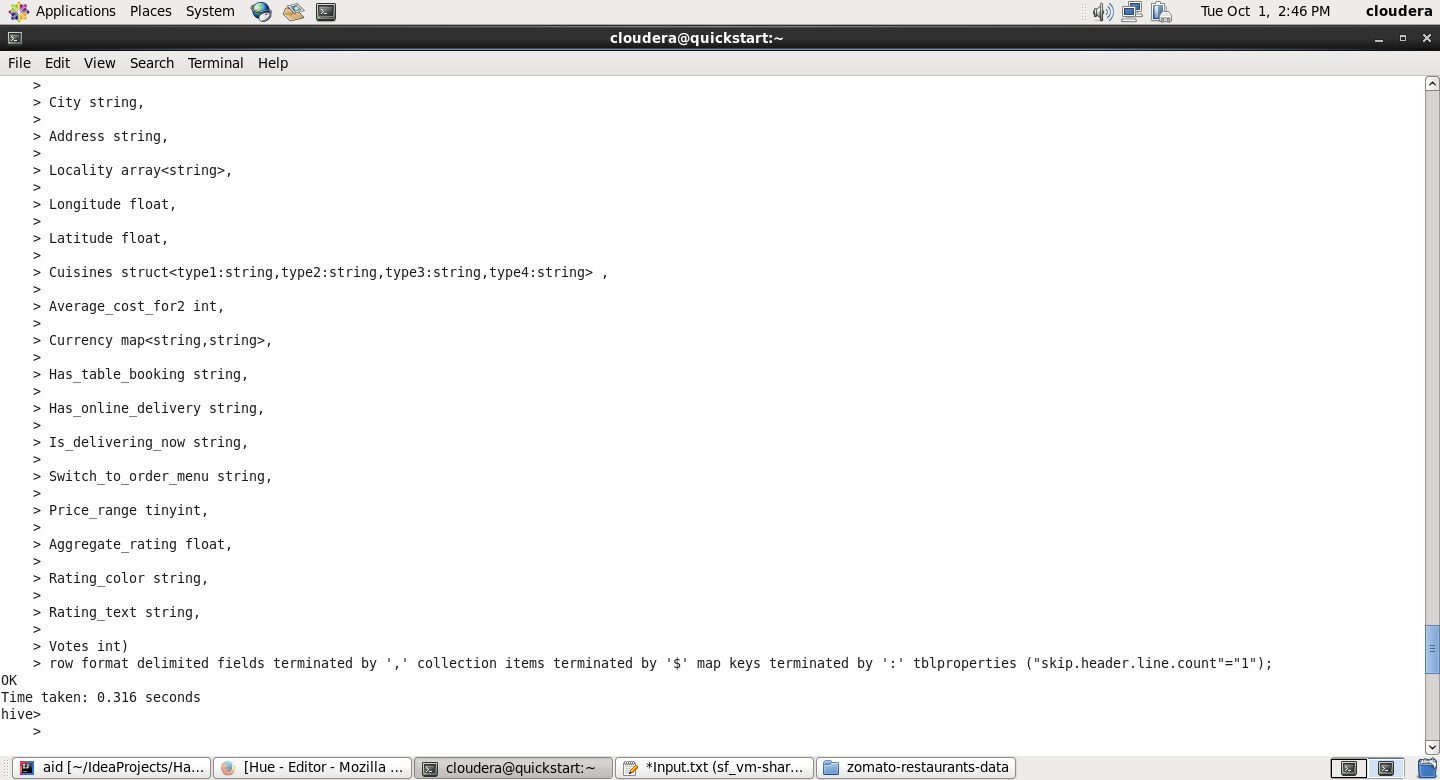 Applications Places System Tue Oct 1, 2:46 PM cloudera
cloudera@quickstart:~
File Edit View Search Terminal Help
>
> City string,
>
> Address string,
>
> Locality array<string>,
>
> Longitude float,
>
> Latitude float,
>
> Cuisines struct<type1:string,type2:string,type3:string,type4:string> ,
>
> Average_cost_for2 int,
>
> Currency map<string,string>,
>
> Has_table_booking string,
>
> Has_online_delivery string,
>
> Is_delivering_now string,
>
> Switch_to_order_menu string,
>
> Price_range tinyint,
>
> Aggregate_rating float,
>
> Rating_color string,
>
> Rating_text string,
>
> Votes int)
> row format delimited fields terminated by ',' collection items terminated by '$' map keys terminated by ':' tblproperties ("skip.header.line.count"="1");
OK
Time taken: 0.316 seconds
hive>
>
aid [~/IdeaProjects/Ha... [Hue - Editor - Mozilla ... cloudera@quickstart:~ *Input.txt (sf_vm-shar... zomato-restaurants-data